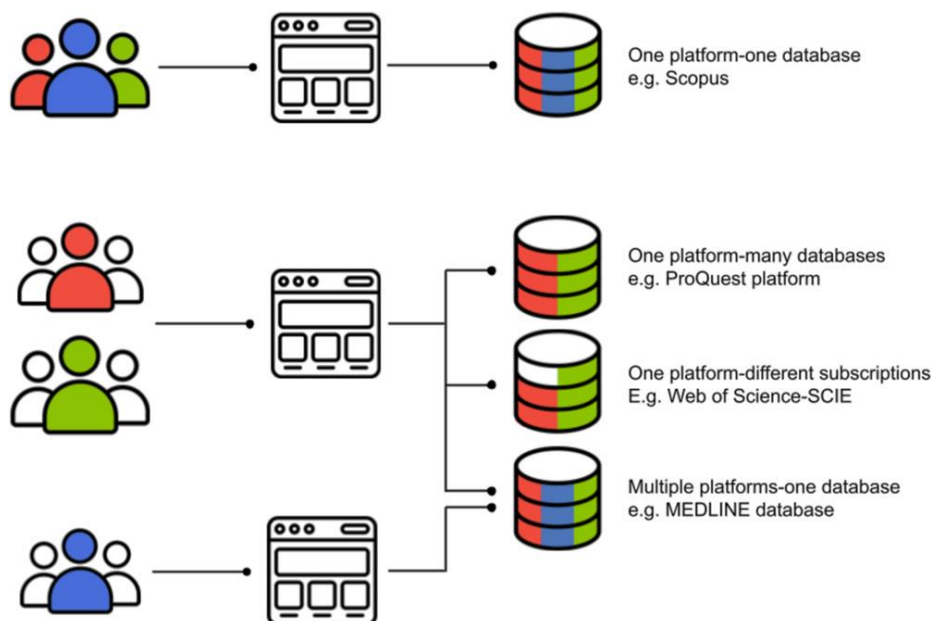 One platform-one database
e.g. Scopus
One platform-many databases
e.g. ProQuest platform
One platform-different subscriptions
E.g. Web of Science-SCIE
Multiple platforms-one database
e.g. MEDLINE database